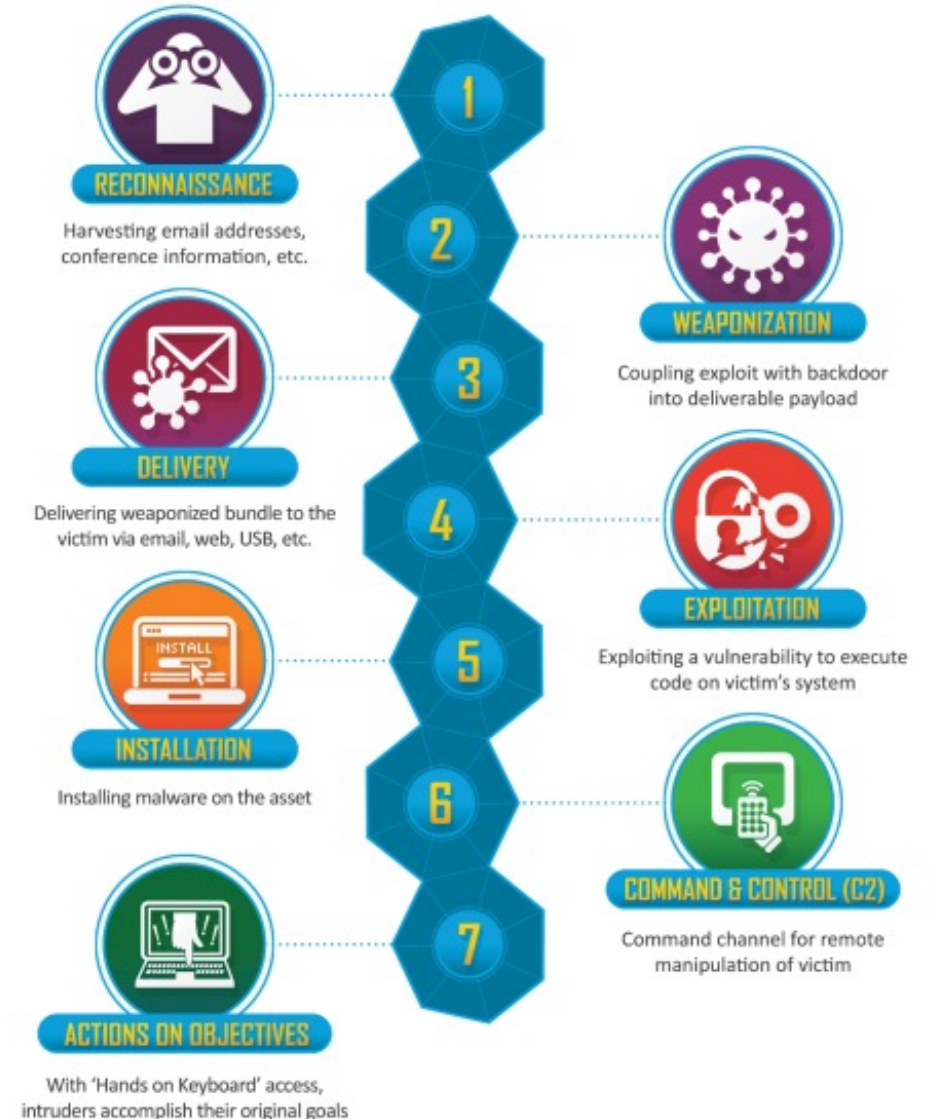 1
RECONNAISSANCE
Harvesting email addresses,
conference information, etc.
2
WEAPONIZATION
Coupling exploit with backdoor
into deliverable payload
3
DELIVERY
Delivering weaponized bundle to the
victim via email, web, USB, etc.
4
EXPLOITATION
Exploiting a vulnerability to execute
code on victim's system
5
INSTALL
INSTALLATION
Installing malware on the asset
6
COMMAND & CONTROL (C2)
Command channel for remote
manipulation of victim
7
ACTIONS ON OBJECTIVES
With 'Hands on Keyboard' access,
intruders accomplish their original goals